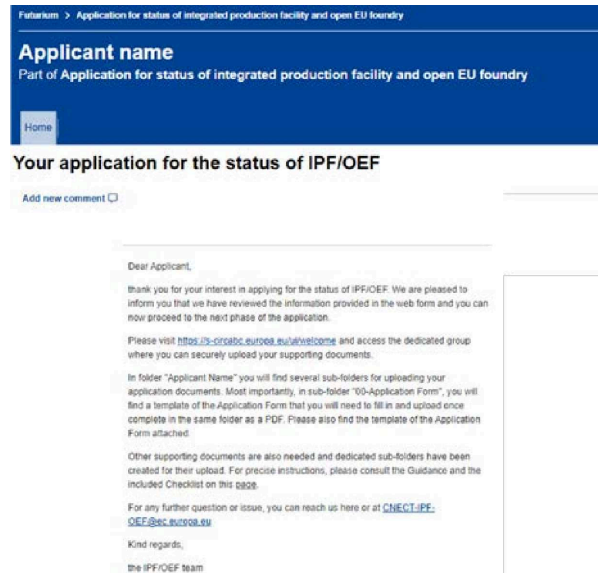 Futurium > Application for status of integrated production facility and open EU foundry
Applicant name
Part of Application for status of integrated production facility and open EU foundry
Home
Your application for the status of IPF/OEF
Add new comment
Dear Applicant,
thank you for your interest in applying for the status of IPF/OEF. We are pleased to
inform you that we have reviewed the information provided in the web form and you can
now proceed to the next phase of the application.
Please visit https://s-circabc.europa.eu/ui/welcome and access the dedicated group
where you can securely upload your supporting documents.
In folder "Applicant Name" you will find several sub-folders for uploading your
application documents. Most importantly, in sub-folder "00-Application Form", you will
find a template of the Application Form that you will need to fill in and upload once
complete in the same folder as a PDF. Please also find the template of the Application
Form attached.
Other supporting documents are also needed and dedicated sub-folders have been
created for their upload. For precise instructions, please consult the Guidance and the
included Checklist on this page.
For any further question or issue, you can reach us here or at CNECT-IPF-
OEF@ec.europa.eu
Kind regards,
the IPF/OEF team